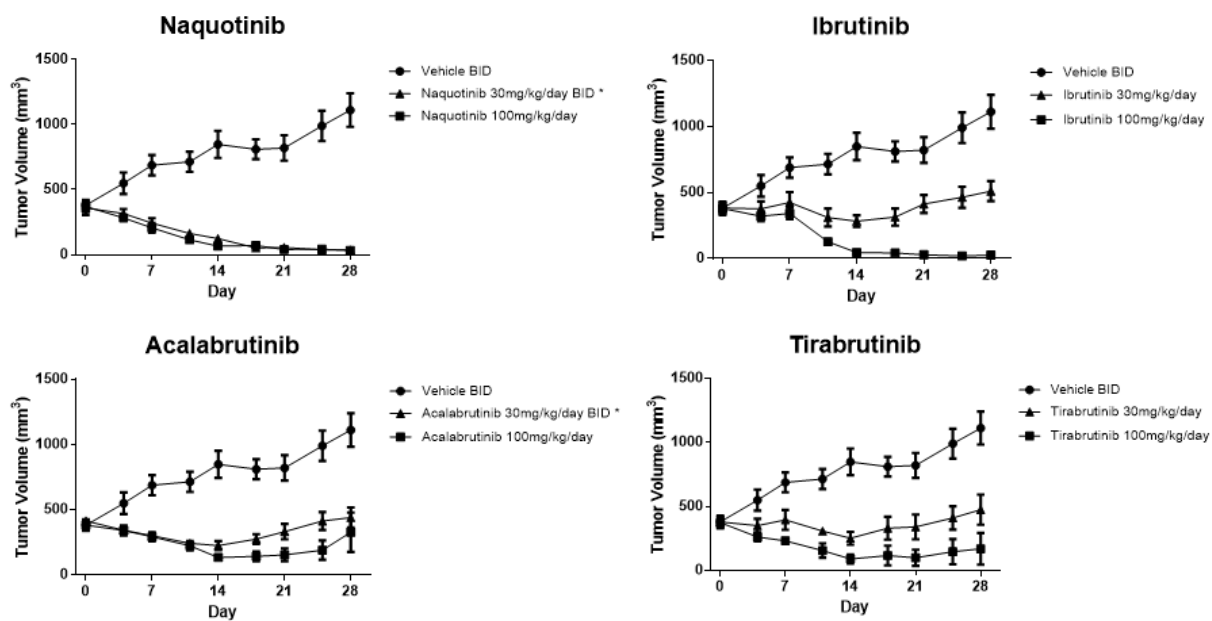 Naquotinib
1500
1000
500
0
Tumor Volume (mm³)
0 7 14 21 28
Day
Vehicle BID
Naquotinib 30mg/kg/day BID *
Naquotinib 100mg/kg/day
Ibrutinib
1500
1000
500
0
Tumor Volume (mm³)
0 7 14 21 28
Day
Vehicle BID
Ibrutinib 30mg/kg/day
Ibrutinib 100mg/kg/day
Acalabrutinib
1500
1000
500
0
Tumor Volume (mm³)
0 7 14 21 28
Day
Vehicle BID
Acalabrutinib 30mg/kg/day BID *
Acalabrutinib 100mg/kg/day
Tirabrutinib
1500
1000
500
0
Tumor Volume (mm³)
0 7 14 21 28
Day
Vehicle BID
Tirabrutinib 30mg/kg/day
Tirabrutinib 100mg/kg/day